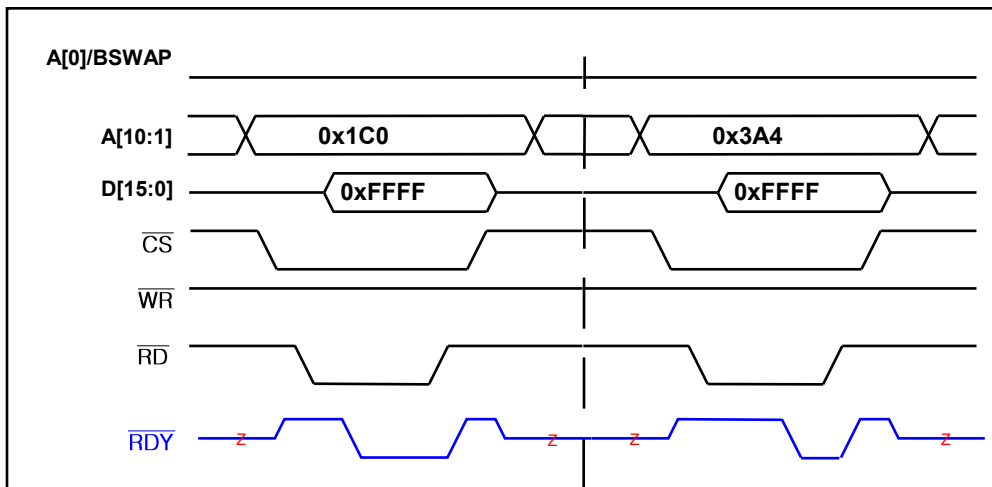 A[0]/BSWAP
A[10:1] 0x1C0 0x3A4
D[15:0] 0xFFFF 0xFFFF
CS
WR
RD
RDY Z Z Z Z